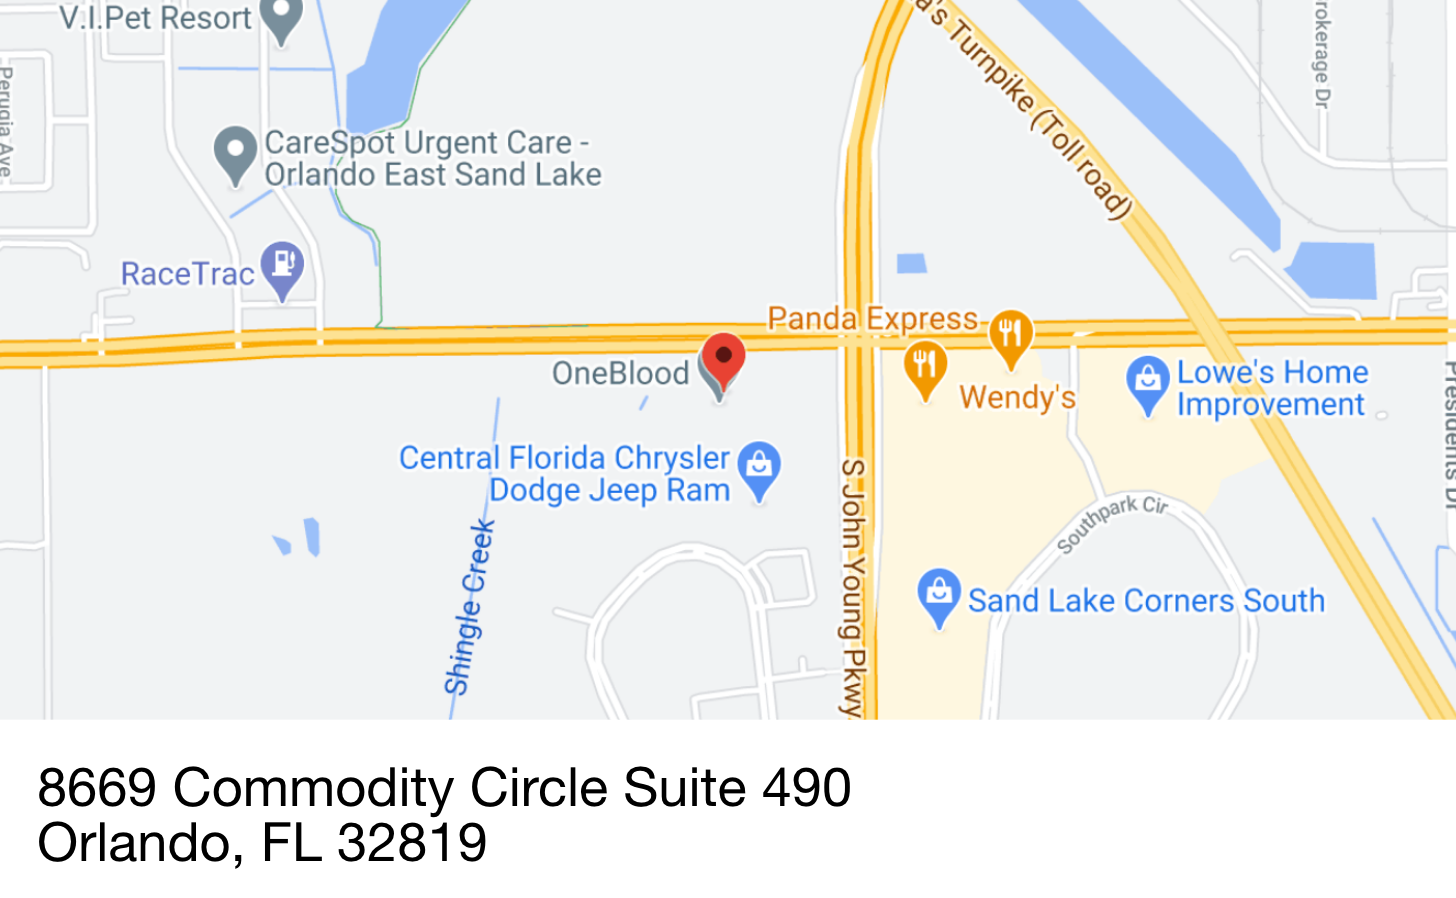 V.I.Pet Resort
Perugia Ave
CareSpot Urgent Care -
Orlando East Sand Lake
RaceTrac
a's Turnpike (Toll road)
rokerage Dr
Panda Express
OneBlood
Wendy's
Lowe's Home
Improvement
Presidents Dr
Central Florida Chrysler
Dodge Jeep Ram
S John Young Pkwy
Southpark Cir
Shingle Creek
Sand Lake Corners South
8669 Commodity Circle Suite 490
Orlando, FL 32819